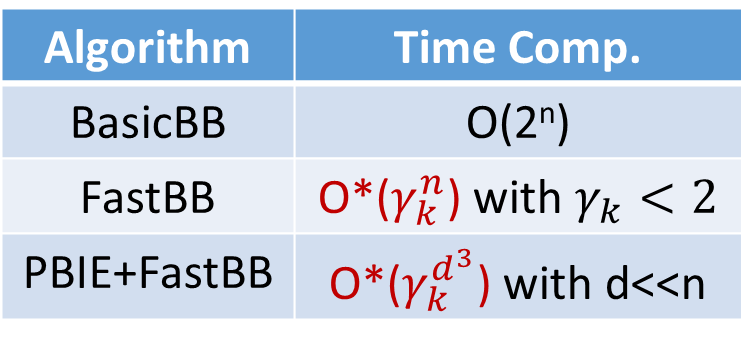 Algorithm Time Comp.
BasicBB O(2ⁿ)
FastBB O*(γₖⁿ) with γₖ < 2
PBIE+FastBB O*(γₖ^{d³}) with d<<n